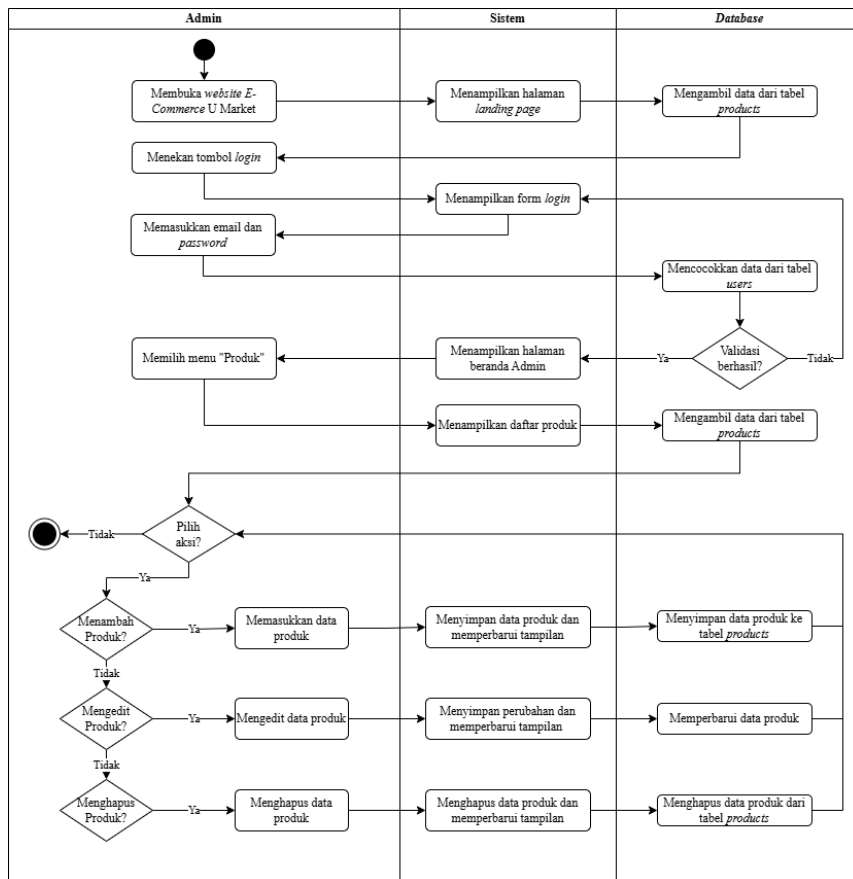 Admin
Sistem
Database
Membuka website E-
Commerce U Market
Menampilkan halaman
landing page
Mengambil data dari tabel
products
Menekan tombol login
Menampilkan form login
Memasukkan email dan
password
Mencocokkan data dari tabel
users
Memilih menu "Produk"
Menampilkan halaman
beranda Admin
Ya
Validasi
berhasil?
Tidak
Menampilkan daftar produk
Mengambil data dari tabel
products
Tidak
Pilih
aksi?
Ya
Menambah
Produk?
Ya
Memasukkan data
produk
Menyimpan data produk dan
memperbarui tampilan
Menyimpan data produk ke
tabel products
Tidak
Mengedit
Produk?
Ya
Mengedit data produk
Menyimpan perubahan dan
memperbarui tampilan
Memperbarui data produk
Tidak
Menghapus
Produk?
Ya
Menghapus data
produk
Menghapus data produk dan
memperbarui tampilan
Menghapus data produk dari
tabel products